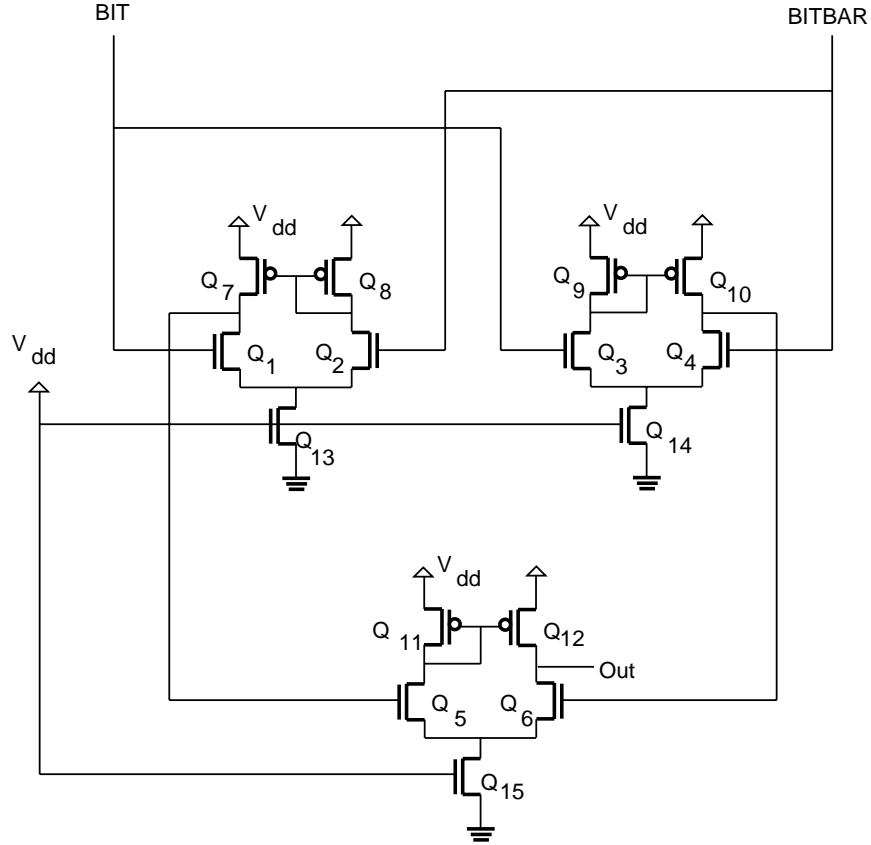 BIT
BITBAR
V dd
V dd
Q 7
Q 8
Q 9
Q 10
V dd
Q 1
Q 2
Q 3
Q 4
Q 13
Q 14
V dd
Q 11
Q 12
Out
Q 5
Q 6
Q 15